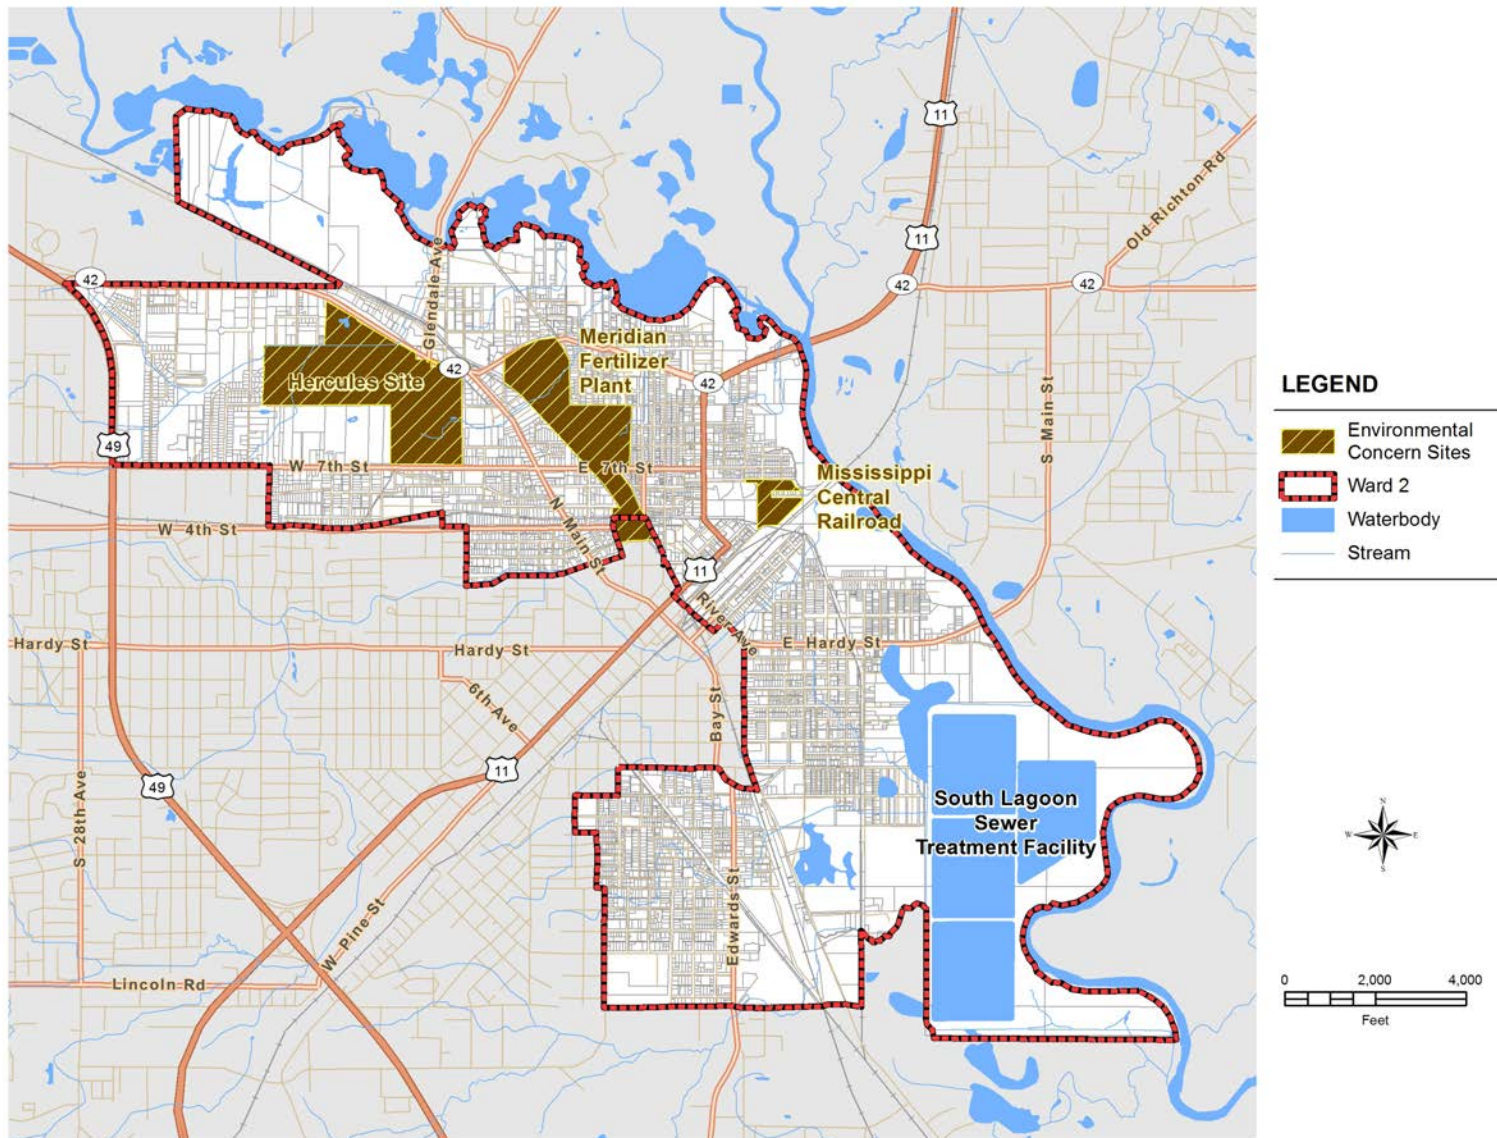 11
Old Richton Rd
11
42
42
42
Glendale Ave
Meridian
Fertilizer
Plant
Hercules Site
42
42
S Main St
49
W 7th St
E 7th St
Mississippi
Central
Railroad
W 4th St
N Main St
11
River Ave
Hardy St
Hardy St
E Hardy St
6th Ave
Bay St
11
49
S 28th Ave
South Lagoon
Sewer
Treatment Facility
Edwards St
W Pine St
Lincoln Rd
LEGEND
Environmental
Concern Sites
Ward 2
Waterbody
Stream
N
W
E
S
0
2,000
4,000
Feet